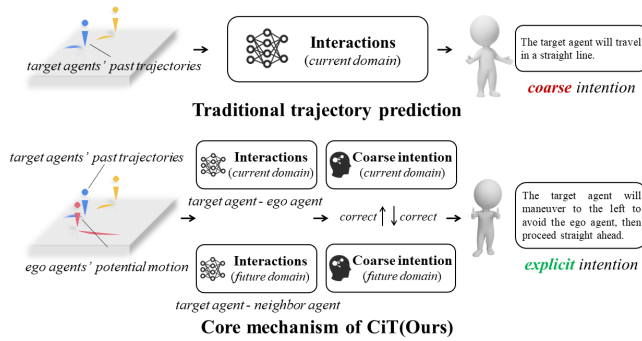 target agents' past trajectories
Interactions
(current domain)
The target agent will travel
in a straight line.
coarse intention
Traditional trajectory prediction
target agents' past trajectories
ego agents' potential motion
Interactions
(current domain)
Coarse intention
(current domain)
target agent - ego agent
correct
correct
Interactions
(future domain)
Coarse intention
(future domain)
target agent - neighbor agent
The target agent will
maneuver to the left to
avoid the ego agent, then
proceed straight ahead.
explicit intention
Core mechanism of CiT(Ours)